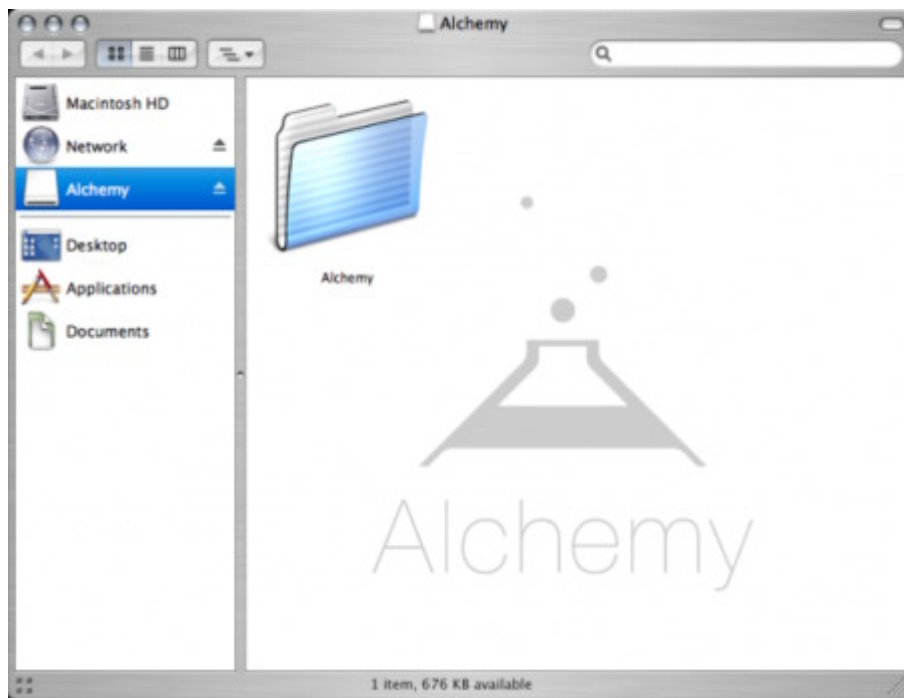 Alchemy
Macintosh HD
Network
Alchemy
Desktop
Applications
Documents
Alchemy
Alchemy
1 item, 676 KB available